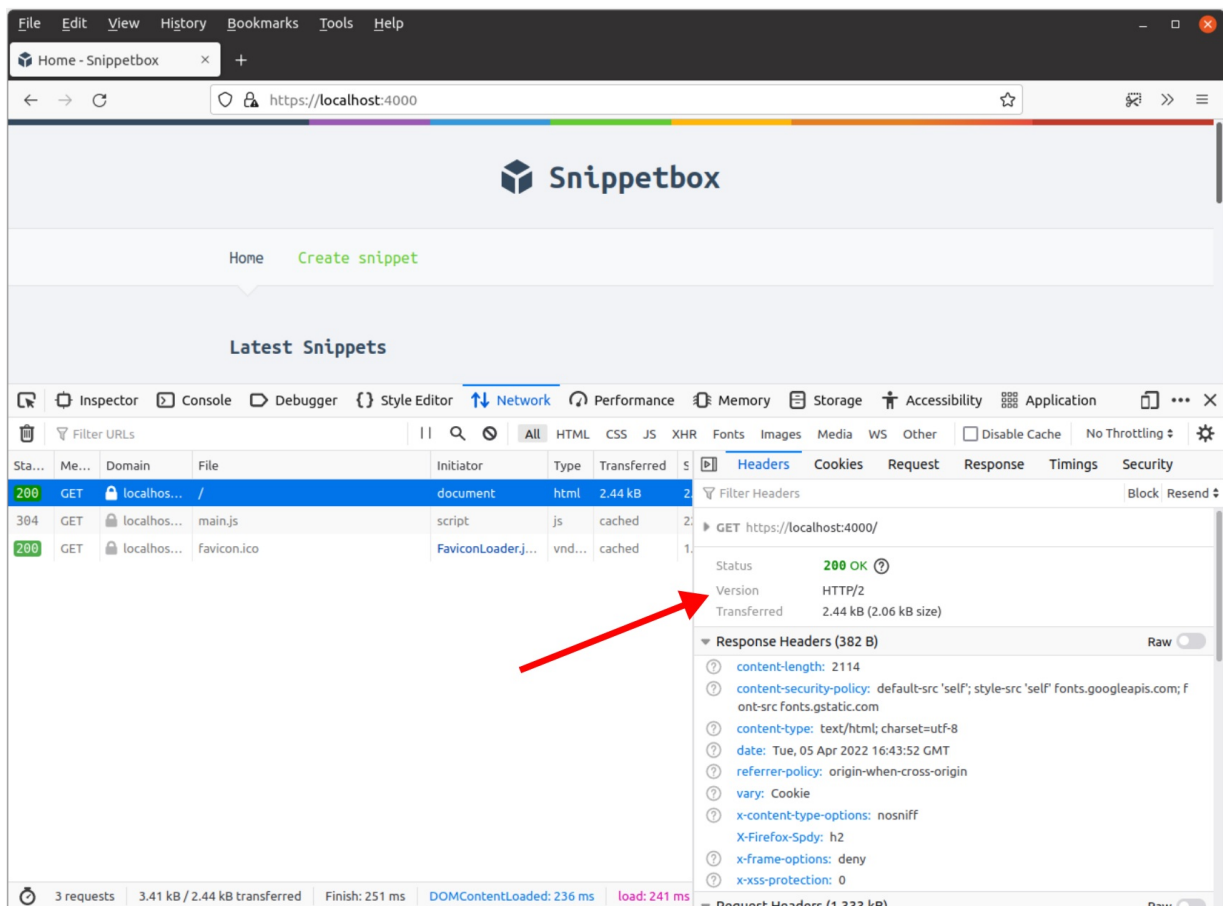 File Edit View History Bookmarks Tools Help
Home - Snippetbox
https://localhost:4000
Snippetbox
Home Create snippet
Latest Snippets
Inspector Console Debugger {} Style Editor Network Performance Memory Storage Accessibility Application
Filter URLs All HTML CSS JS XHR Fonts Images Media WS Other Disable Cache No Throttling
Sta... Me... Domain File Initiator Type Transferred S Headers Cookies Request Response Timings Security
200 GET localhos... / document html 2.44 kB 2. Filter Headers Block Resend
304 GET localhos... main.js script js cached 2. GET https://localhost:4000/
200 GET localhos... favicon.ico FaviconLoader.j... vnd... cached 1.
Status 200 OK
Version HTTP/2
Transferred 2.44 kB (2.06 kB size)
Response Headers (382 B) Raw
content-length: 2114
content-security-policy: default-src 'self'; style-src 'self' fonts.googleapis.com; f
ont-src fonts.gstatic.com
content-type: text/html; charset=utf-8
date: Tue, 05 Apr 2022 16:43:52 GMT
referrer-policy: origin-when-cross-origin
vary: Cookie
x-content-type-options: nosniff
X-Firefox-Spdy: h2
x-frame-options: deny
x-xss-protection: 0
3 requests 3.41 kB / 2.44 kB transferred Finish: 251 ms DOMContentLoaded: 236 ms load: 241 ms Request Headers (1.333 kB) Raw